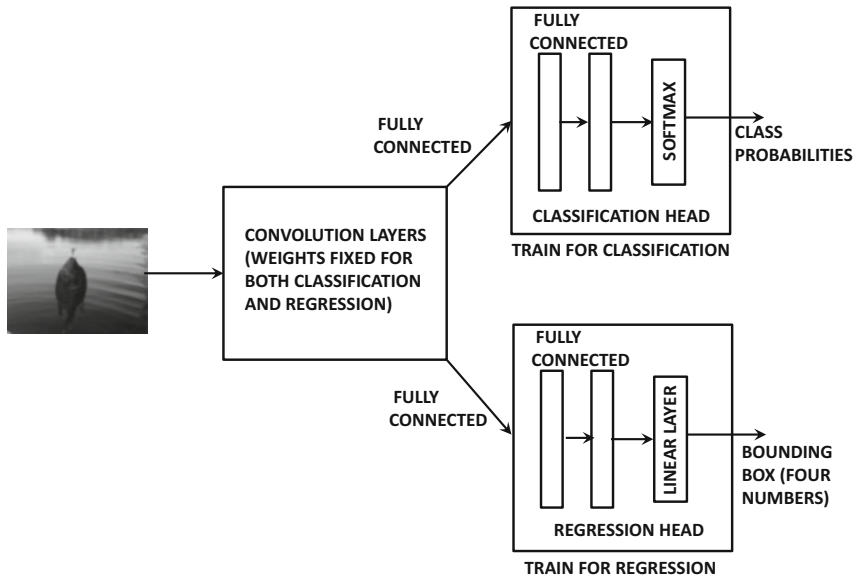 FULLY
CONNECTED
SOFTMAX
CLASSIFICATION HEAD
TRAIN FOR CLASSIFICATION
CLASS
PROBABILITIES
FULLY
CONNECTED
CONVOLUTION LAYERS
(WEIGHTS FIXED FOR
BOTH CLASSIFICATION
AND REGRESSION)
FULLY
CONNECTED
FULLY
CONNECTED
LINEAR LAYER
REGRESSION HEAD
TRAIN FOR REGRESSION
BOUNDING
BOX (FOUR
NUMBERS)